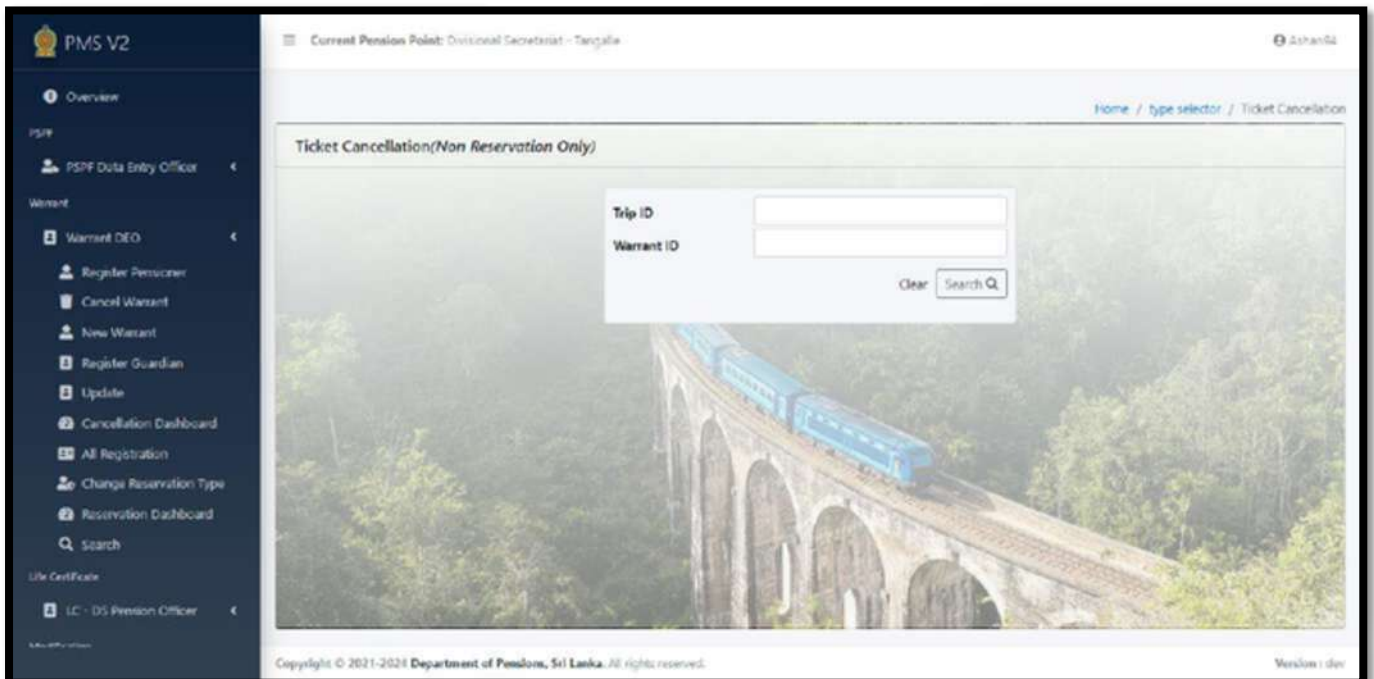 PMS V2
Current Pension Point: Divisional Secretariat - Tangalle
Overview
Home / type selector / Ticket Cancellation
PSPF
Ticket Cancellation(Non Reservation Only)
PSPF Data Entry Officer
Warrant
Trip ID
Warrant DEO
Warrant ID
Register Pensioner
Clear Search
Cancel Warrant
New Warrant
Register Guardian
Update
Cancellation Dashboard
All Registration
Change Reservation Type
Reservation Dashboard
Search
Life Certificate
LC - DS Pension Officer
Copyright © 2021-2024 Department of Pensions, Sri Lanka. All rights reserved.
Version : dev